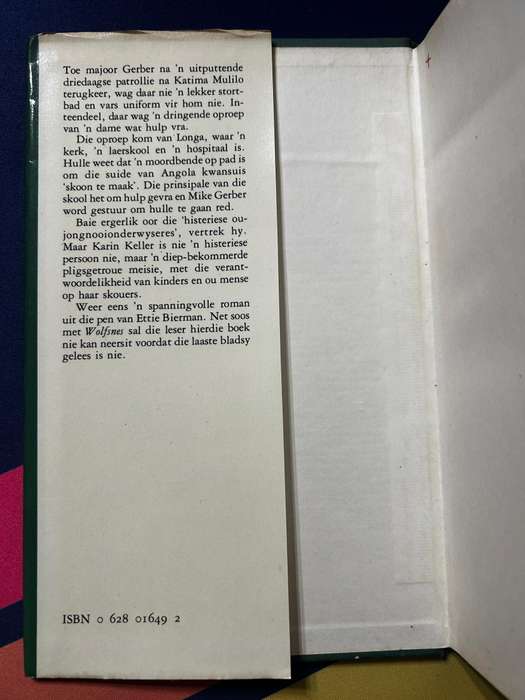 Toe majoor Gerber na 'n uitputtende
driedaagse patrollie na Katima Mulilo
terugkeer, wag daar nie 'n lekker stort-
bad en vars uniform vir hom nie. In-
teendeel, daar wag 'n dringende oproep
van 'n dame wat hulp vra.
Die oproep kom van Longa, waar 'n
kerk, 'n laerskool en 'n hospitaal is.
Hulle weet dat 'n moordbende op pad is
om die suide van Angola kwansuis
'skoon te maak'. Die prinsipale van die
skool het om hulp gevra en Mike Gerber
word gestuur om hulle te gaan red.
Baie ergerlik oor die 'histeriese ou-
jongnooionderwyseres', vertrek hy.
Maar Karin Keller is nie 'n histeriese
persoon nie, maar 'n diep-bekommerde
pligsgetroue meisie, met die verant-
woordelikheid van kinders en ou mense
op haar skouers.
Weer eens 'n spanningvolle roman
uit die pen van Ettie Bierman. Net soos
met Wolfsnes sal die leser hierdie boek
nie kan neersit voordat die laaste bladsy
gelees is nie.
ISBN 0 628 01649 2